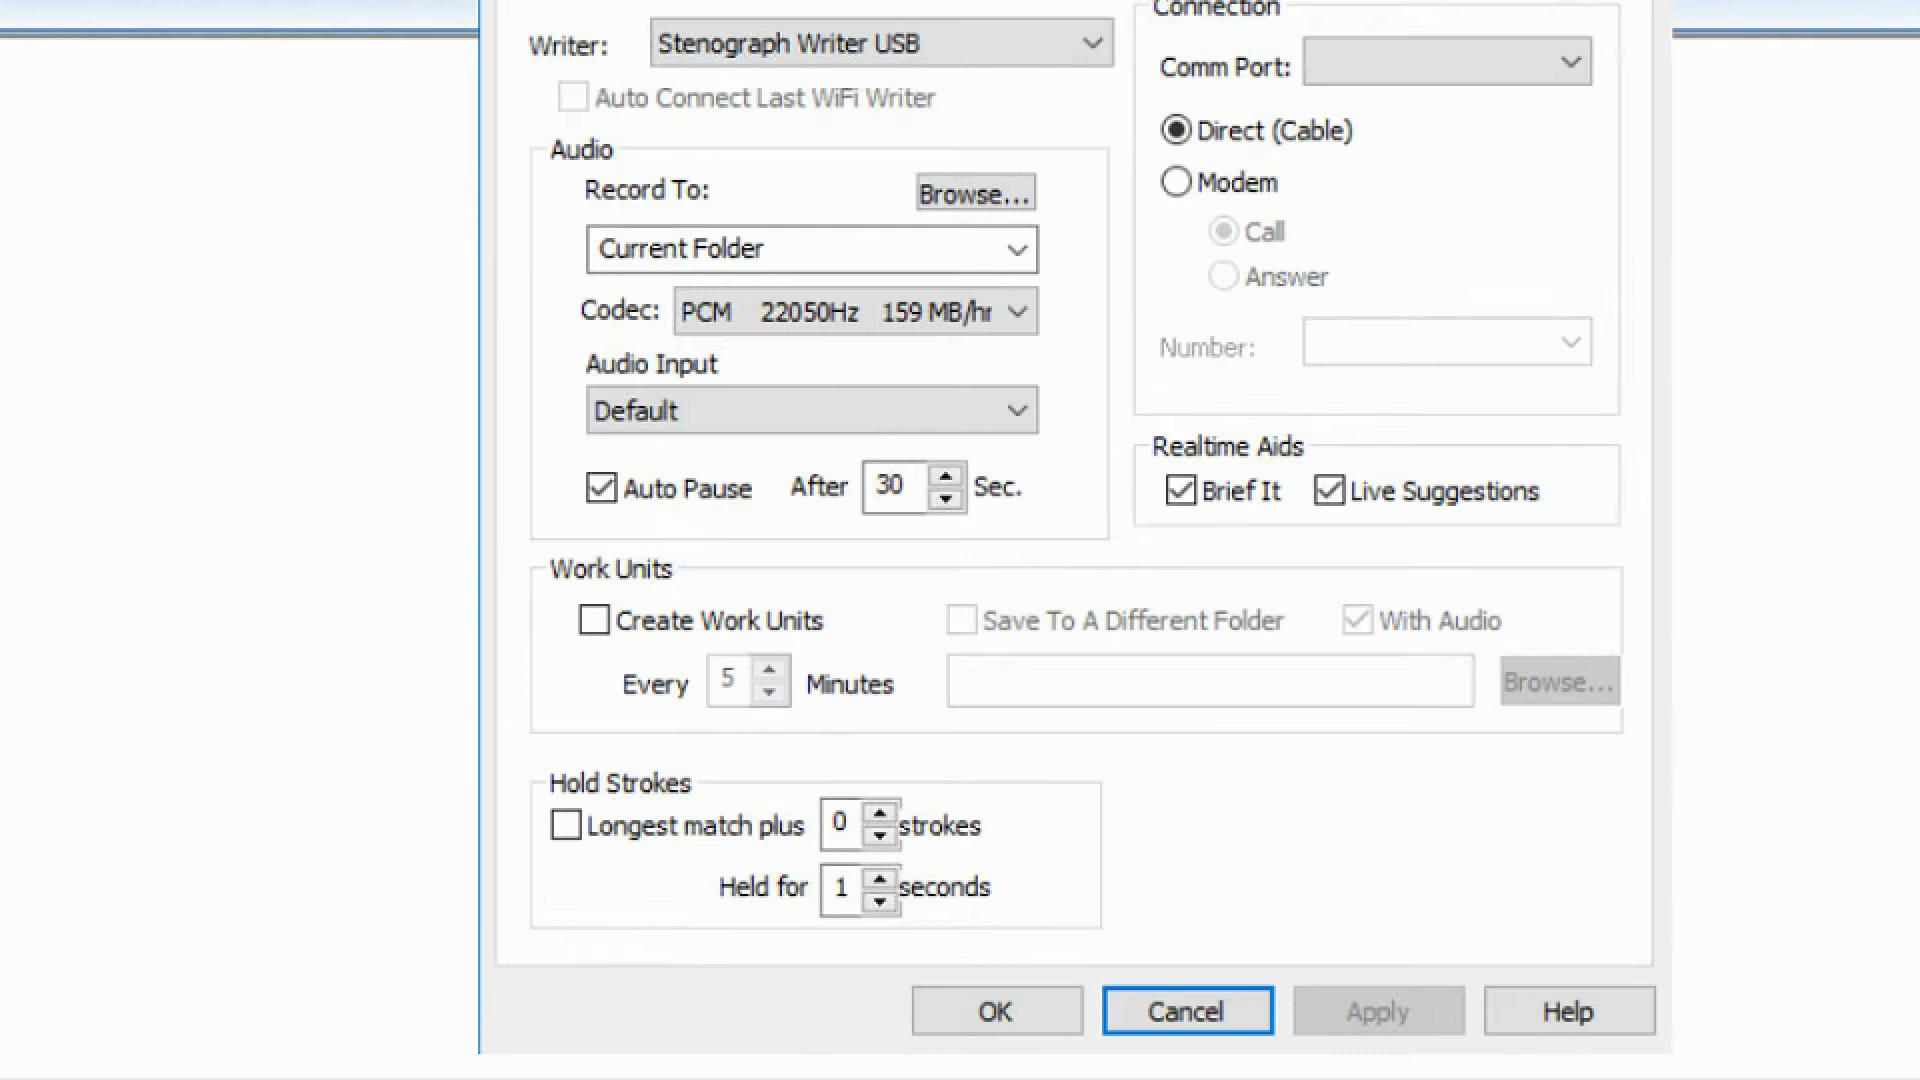 Writer: Stenograph Writer USB
Auto Connect Last WiFi Writer
Audio
Record To: Browse...
Current Folder
Codec: PCM 22050Hz 159 MB/hr
Audio Input
Default
Auto Pause After 30 Sec.
Connection
Comm Port:
Direct (Cable)
Modem
Call
Answer
Number:
Realtime Aids
Brief It Live Suggestions
Work Units
Create Work Units Save To A Different Folder With Audio
Every 5 Minutes Browse...
Hold Strokes
Longest match plus 0 strokes
Held for 1 seconds
OK Cancel Apply Help